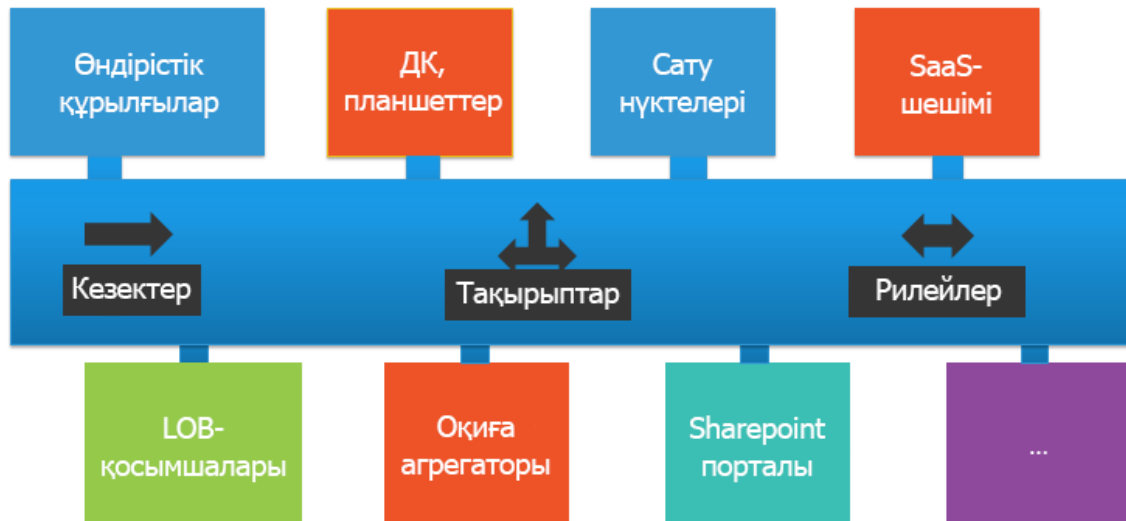 Өндірістік
құрылғылар
ДК,
планшеттер
Сату
нүктелері
SaaS-
шешімі
Кезектер
Тақырыптар
Рилейлер
LOB-
қосымшалары
Оқиға
агрегаторы
Sharepoint
порталы
...